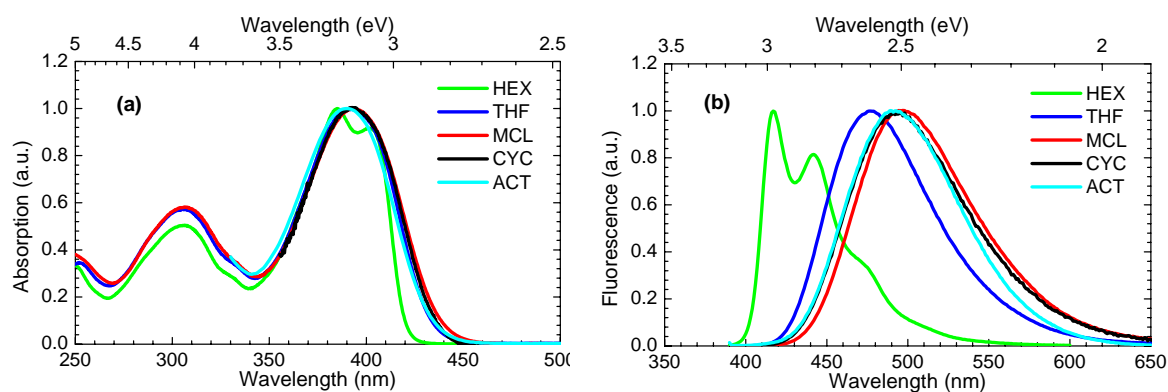 Wavelength (eV)
5 4.5 4 3.5 3 2.5
1.2
1.0
0.8
0.6
0.4
0.2
0.0
Absorption (a.u.)
(a)
HEX
THF
MCL
CYC
ACT
250 300 350 400 450 500
Wavelength (nm)
Wavelength (eV)
3.5 3 2.5 2
1.2
1.0
0.8
0.6
0.4
0.2
0.0
Fluorescence (a.u.)
(b)
HEX
THF
MCL
CYC
ACT
350 400 450 500 550 600 650
Wavelength (nm)